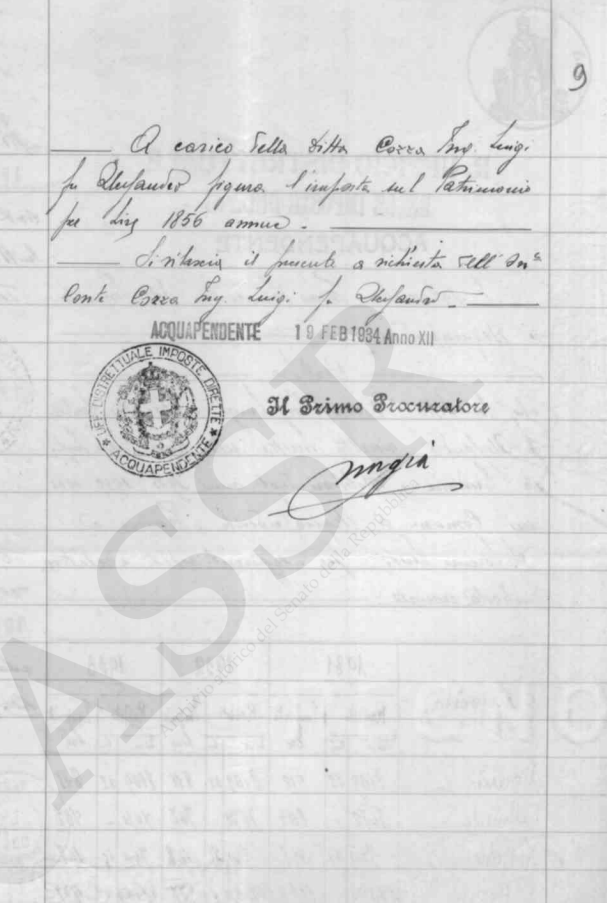 9
A carico della ditta Cozza Ing. Luigi
fu Alessandro figura l'imposta sul Patrimonio
per Lire 1856 annue.
Si rilascia il presente a richiesta dell'
Conte Cozza Ing. Luigi fu Alessandro.
ACQUAPENDENTE 19 FEB 1934 Anno XII
UFF. DISTRETTUALE IMPOSTE DIRETTE
ACQUAPENDENTE
Il Primo Procuratore
ASSR
Archivio storico del Senato della Repubblica